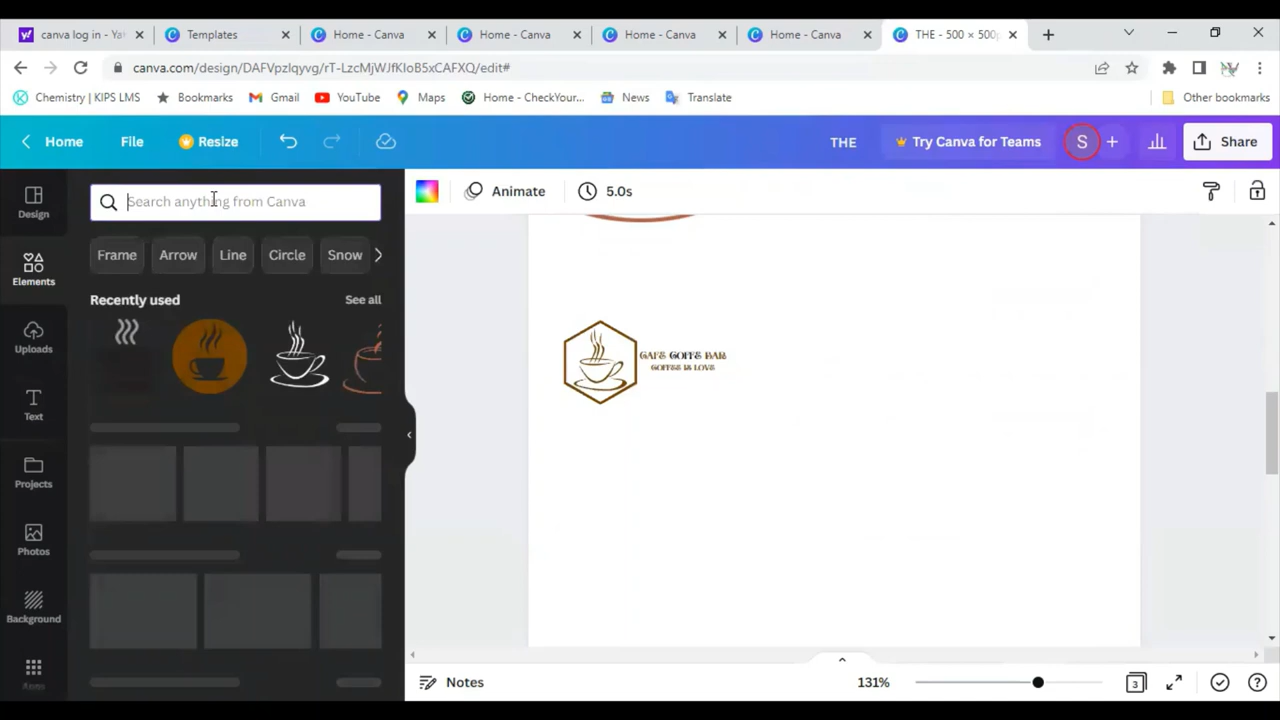 canva log in - Ya
Templates
Home - Canva
Home - Canva
Home - Canva
Home - Canva
THE - 500 × 500
canva.com/design/DAFVpzIqyvg/rT-LzcMjWJfKIoB5xCAFXQ/edit#
Chemistry | KIPS LMS
Bookmarks
Gmail
YouTube
Maps
Home - CheckYour...
News
Translate
Other bookmarks
Home
File
Resize
THE
Try Canva for Teams
S
Share
Search anything from Canva
Animate
5.0s
Design
Elements
Uploads
Text
Projects
Photos
Background
Apps
Frame
Arrow
Line
Circle
Snow
Recently used
See all
CAFE COFFE BAR
COFFEE IS LOVE
Notes
131%
3